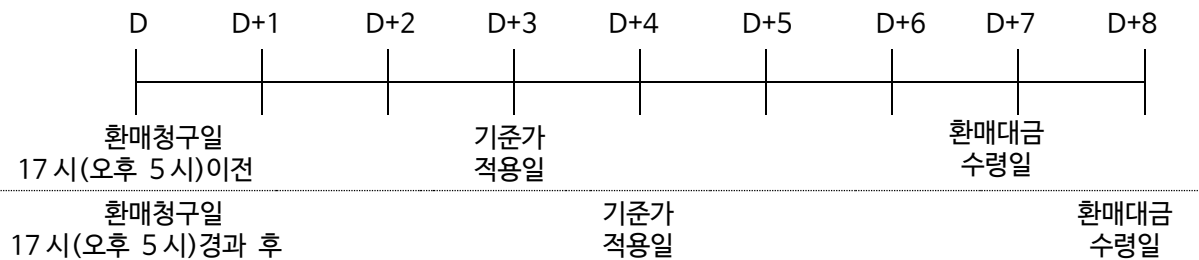 D D+1 D+2 D+3 D+4 D+5 D+6 D+7 D+8
환매청구일 기준가 환매대금
17시(오후 5시)이전 적용일 수령일
환매청구일 기준가 환매대금
17시(오후 5시)경과 후 적용일 수령일